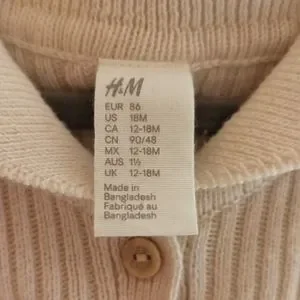 H&M
EUR 86
US 18M
CA 12-18M
CN 90/48
MX 12-18M
AUS 1½
UK 12-18M
Made in
Bangladesh
Fabriqué au
Bangladesh